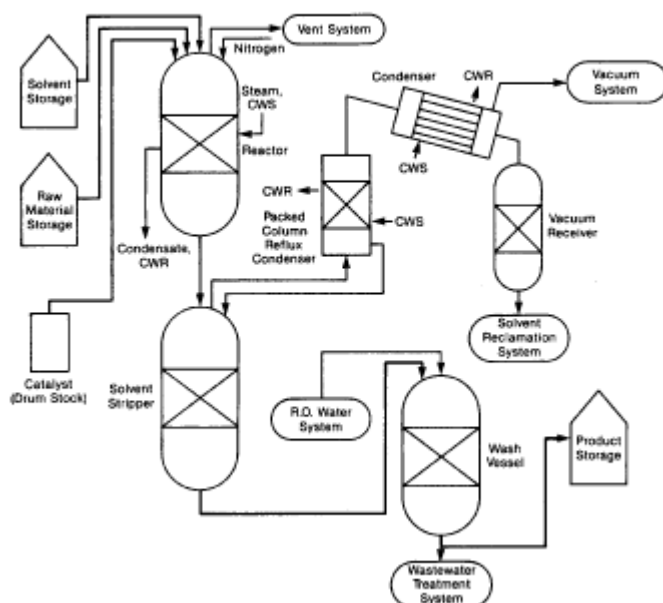 Vent System
Nitrogen
Solvent
Storage
Steam,
CWS
Reactor
Condenser
CWR
Vacuum
System
CWS
Raw
Material
Storage
CWR
CWS
Packed
Column
Reflux
Condenser
Vacuum
Receiver
Condensate,
CWR
Solvent
Reclamation
System
Catalyst
(Drum Stock)
Solvent
Stripper
R.O. Water
System
Wash
Vessel
Product
Storage
Wastewater
Treatment
System